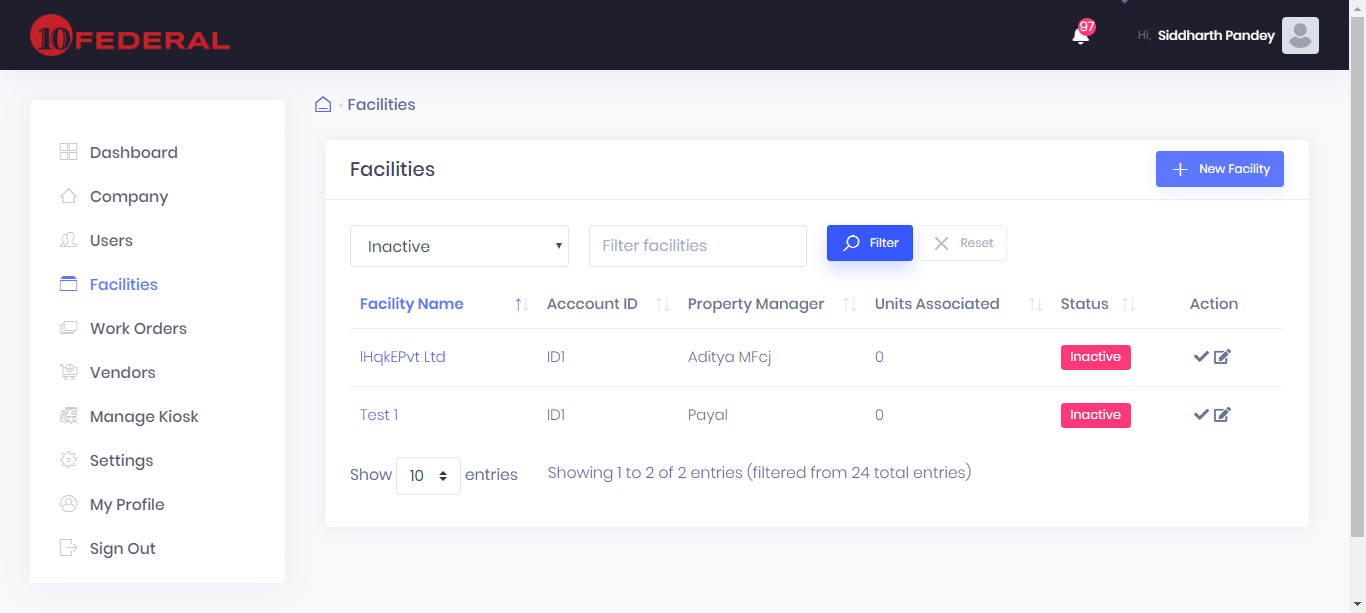 10 FEDERAL
97
Hi, Siddharth Pandey
Dashboard
Company
Users
Facilities
Work Orders
Vendors
Manage Kiosk
Settings
My Profile
Sign Out
Facilities
Facilities
New Facility
Inactive
Filter facilities
Filter
Reset
Facility Name Acccount ID Property Manager Units Associated Status Action
lHqkEPvt Ltd ID1 Aditya MFcj 0 Inactive
Test 1 ID1 Payal 0 Inactive
Show 10 entries Showing 1 to 2 of 2 entries (filtered from 24 total entries)